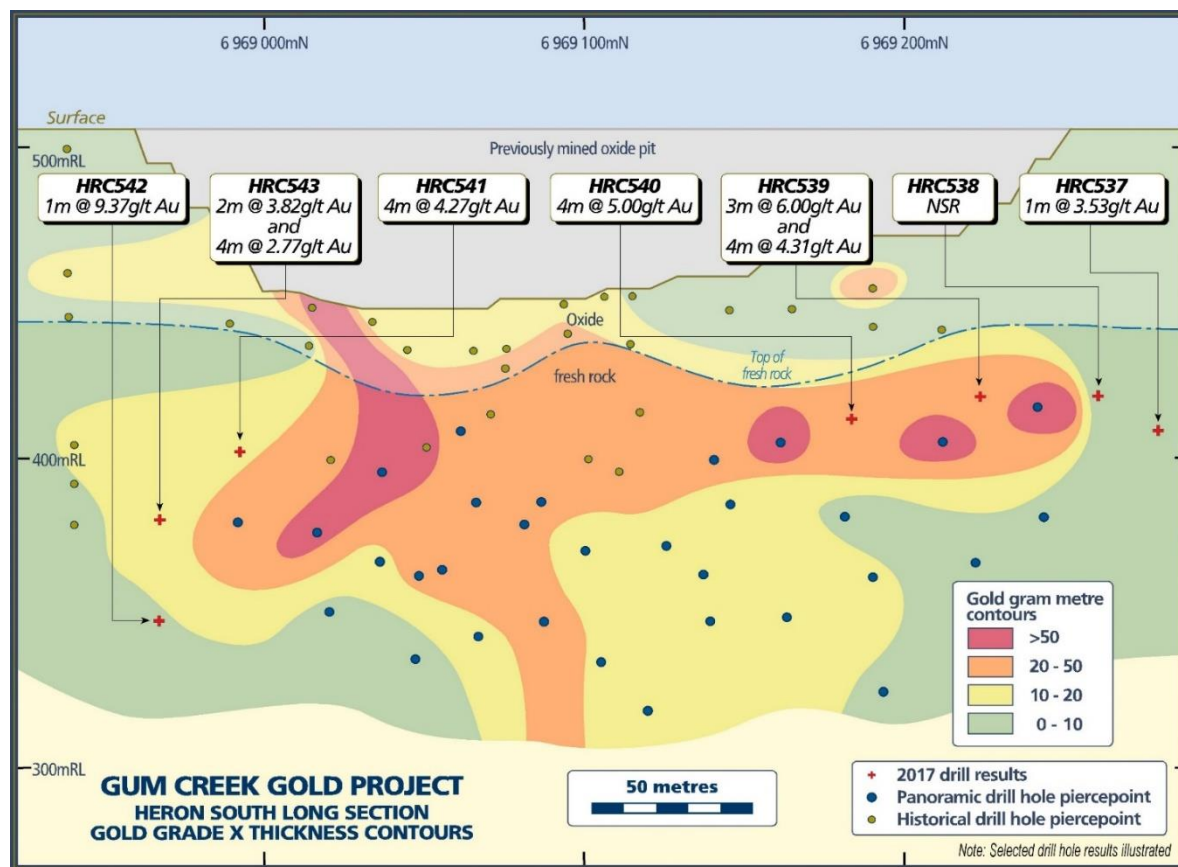 6 969 000mN
6 969 100mN
6 969 200mN
Surface
Previously mined oxide pit
500mRL
HRC542
1m @ 9.37g/t Au
HRC543
2m @ 3.82g/t Au
and
4m @ 2.77g/t Au
HRC541
4m @ 4.27g/t Au
HRC540
4m @ 5.00g/t Au
HRC539
3m @ 6.00g/t Au
and
4m @ 4.31g/t Au
HRC538
NSR
HRC537
1m @ 3.53g/t Au
Oxide
fresh rock
Top of
fresh rock
400mRL
300mRL
Gold gram metre
contours
>50
20 - 50
10 - 20
0 - 10
GUM CREEK GOLD PROJECT
HERON SOUTH LONG SECTION
GOLD GRADE X THICKNESS CONTOURS
50 metres
2017 drill results
Panoramic drill hole piercepoint
Historical drill hole piercepoint
Note: Selected drill hole results illustrated